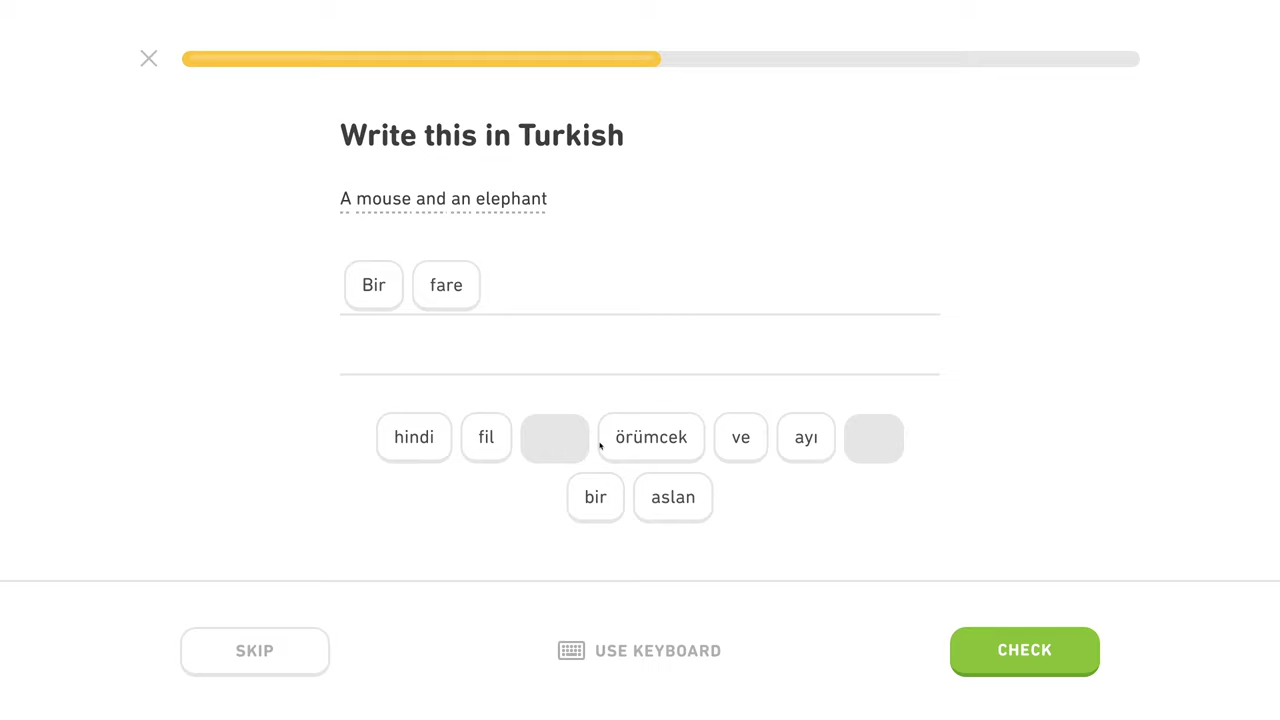 Write this in Turkish
A mouse and an elephant
Bir fare
hindi fil örümcek ve ayı
bir aslan
SKIP USE KEYBOARD CHECK